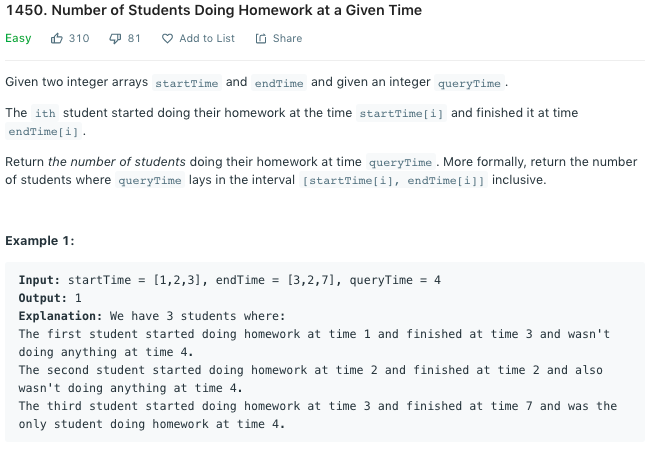 1450. Number of Students Doing Homework at a Given Time
Easy 310 81 Add to List Share
Given two integer arrays startTime and endTime and given an integer queryTime .
The ith student started doing their homework at the time startTime[i] and finished it at time
endTime[i] .
Return the number of students doing their homework at time queryTime . More formally, return the number
of students where queryTime lays in the interval [startTime[i], endTime[i]] inclusive.
Example 1:
Input: startTime = [1,2,3], endTime = [3,2,7], queryTime = 4
Output: 1
Explanation: We have 3 students where:
The first student started doing homework at time 1 and finished at time 3 and wasn't
doing anything at time 4.
The second student started doing homework at time 2 and finished at time 2 and also
wasn't doing anything at time 4.
The third student started doing homework at time 3 and finished at time 7 and was the
only student doing homework at time 4.